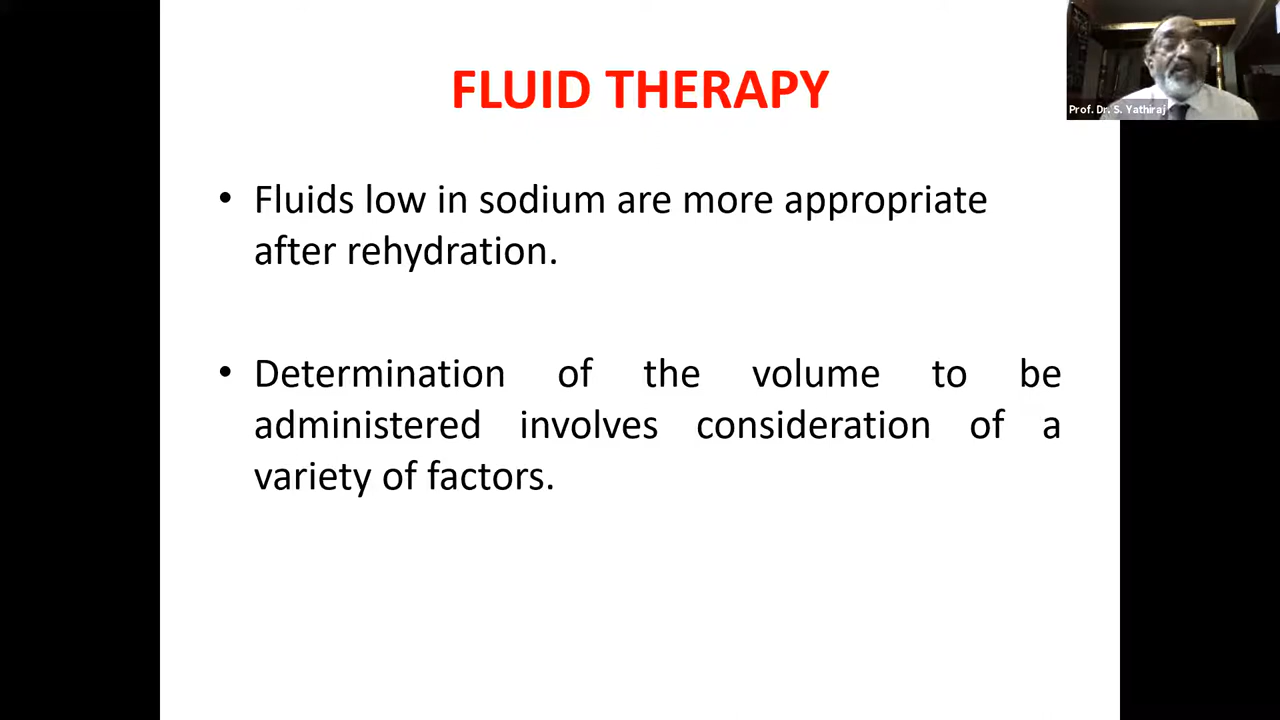 FLUID THERAPY
Prof. Dr. S. Yathiraj
• Fluids low in sodium are more appropriate
after rehydration.
• Determination of the volume to be
administered involves consideration of a
variety of factors.